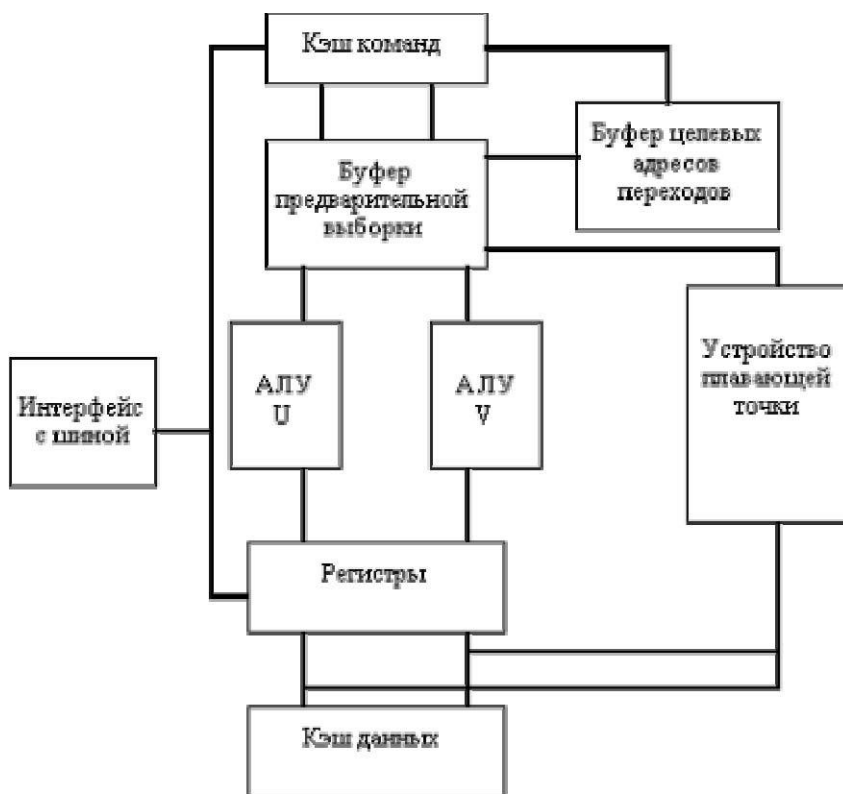 Кэш команд
Буфер целевых
адресов
переходов
Буфер
предварительной
выборки
Устройство
плавающей
точки
АЛУ
U
АЛУ
V
Интерфейс
с шиной
Регистры
Кэш данных